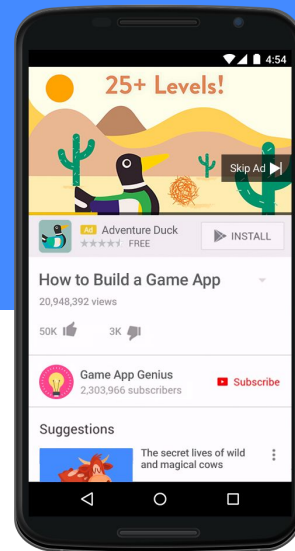 4:54
25+ Levels!
Skip Ad
Ad Adventure Duck
FREE
INSTALL
How to Build a Game App
20,948,392 views
50K
3K
Game App Genius
2,303,966 subscribers
Subscribe
Suggestions
The secret lives of wild
and magical cows